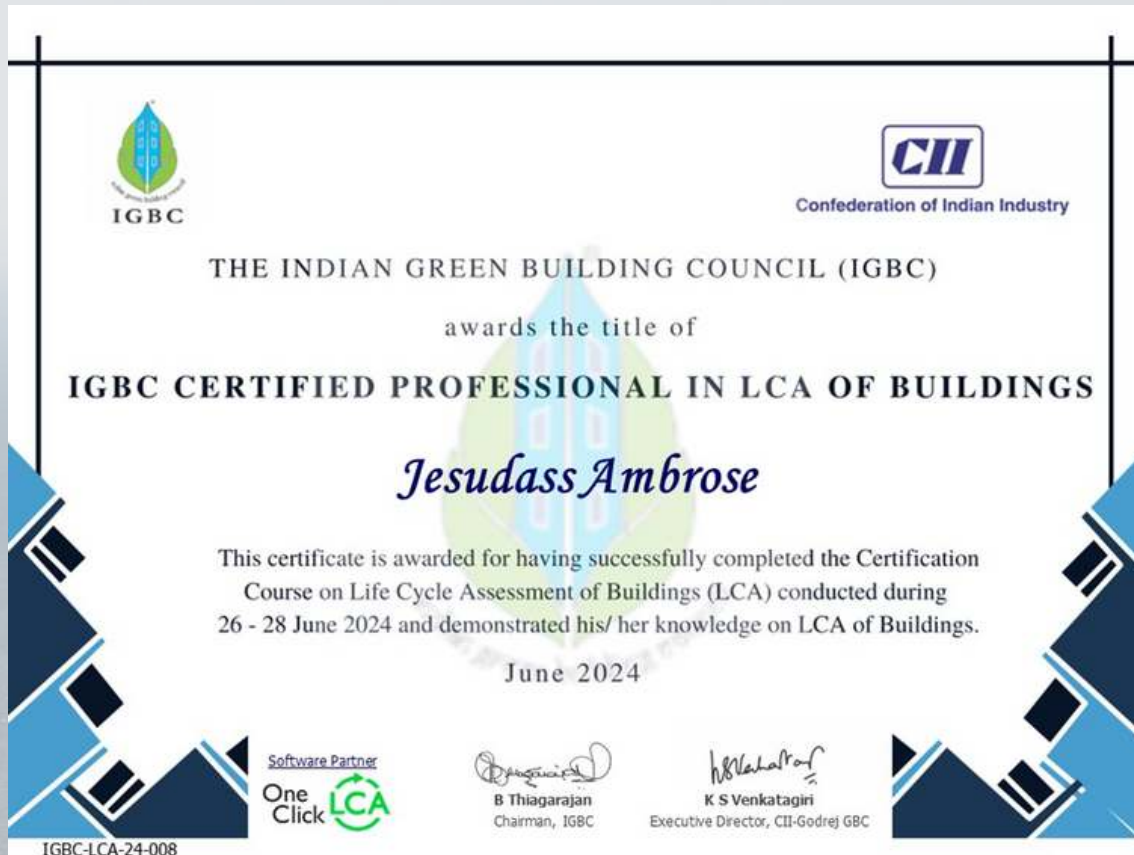 IGBC
CII
Confederation of Indian Industry
THE INDIAN GREEN BUILDING COUNCIL (IGBC)
awards the title of
IGBC CERTIFIED PROFESSIONAL IN LCA OF BUILDINGS
Jesudass Ambrose
This certificate is awarded for having successfully completed the Certification
Course on Life Cycle Assessment of Buildings (LCA) conducted during
26 - 28 June 2024 and demonstrated his/ her knowledge on LCA of Buildings.
June 2024
Software Partner
One Click LCA
B Thiagarajan
Chairman, IGBC
K S Venkatagiri
Executive Director, CII-Godrej GBC
IGBC-LCA-24-008